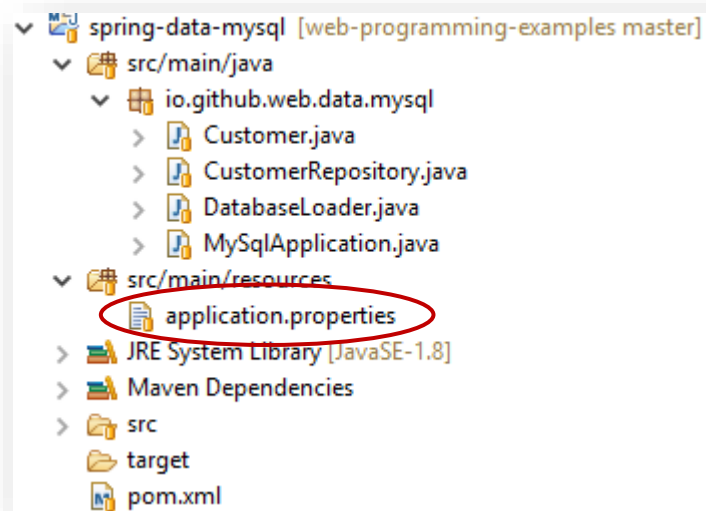 spring-data-mysql [web-programming-examples master]
src/main/java
io.github.web.data.mysql
Customer.java
CustomerRepository.java
DatabaseLoader.java
MySqlApplication.java
src/main/resources
application.properties
JRE System Library [JavaSE-1.8]
Maven Dependencies
src
target
pom.xml